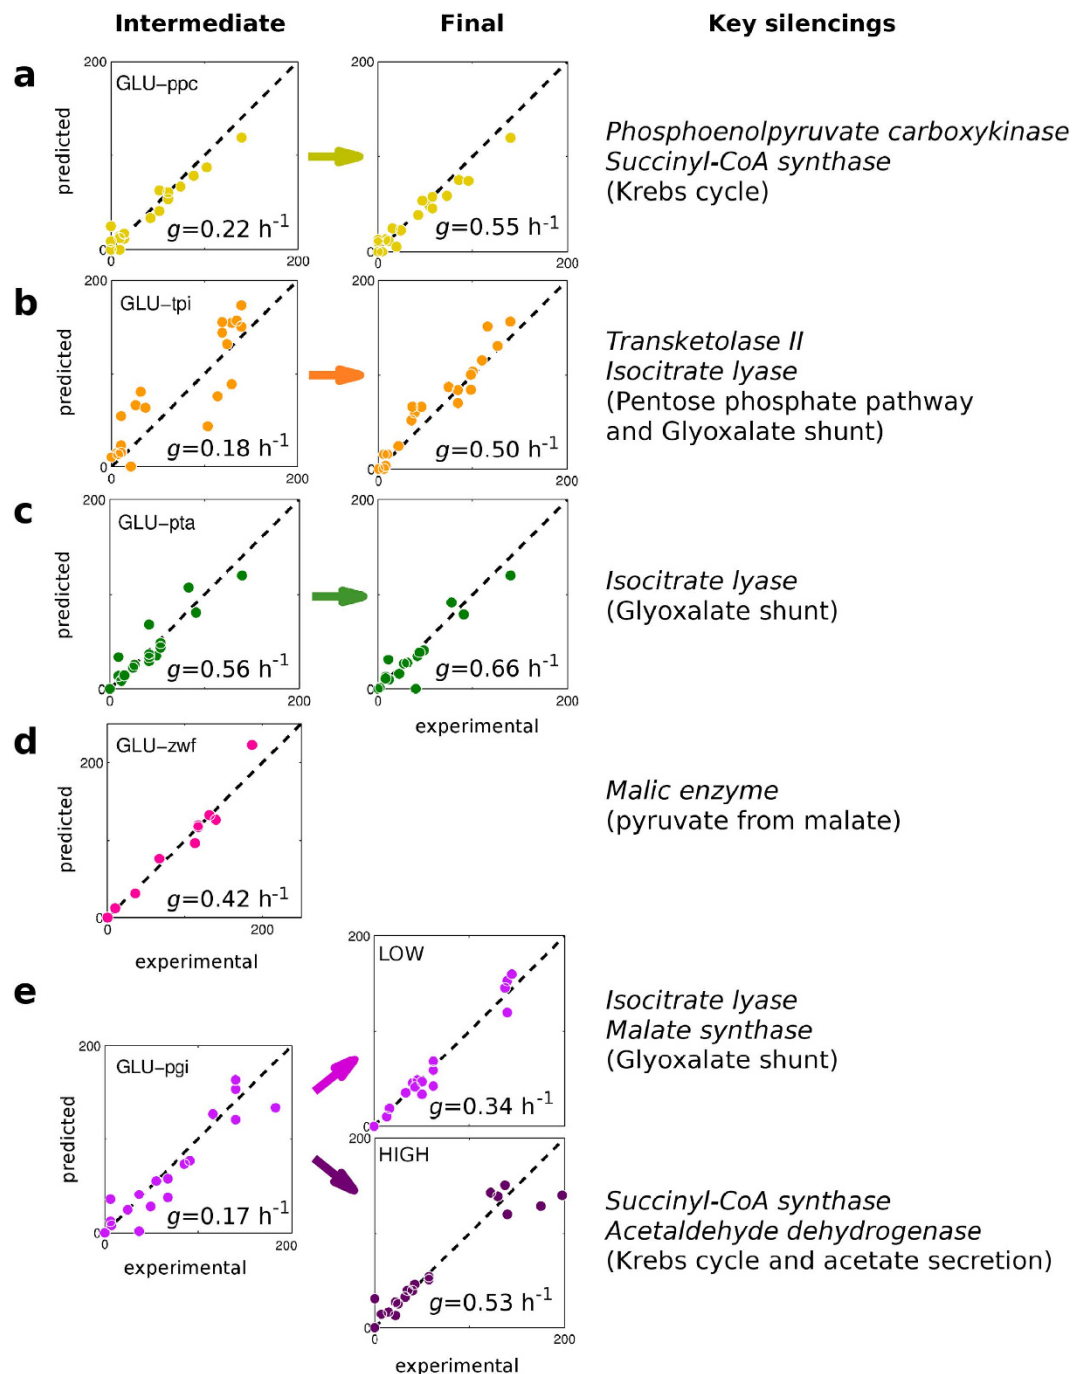 Intermediate Final Key silencings
a
200
GLU-ppc
predicted
g=0.22 h-1
0
0
200
200
g=0.55 h-1
0
0
200
Phosphoenolpyruvate carboxykinase
Succinyl-CoA synthase
(Krebs cycle)
b
200
GLU-tpi
predicted
g=0.18 h-1
0
0
200
200
g=0.50 h-1
0
0
200
Transketolase II
Isocitrate lyase
(Pentose phosphate pathway
and Glyoxalate shunt)
c
200
GLU-pta
predicted
g=0.56 h-1
0
0
200
200
g=0.66 h-1
0
0
200
experimental
Isocitrate lyase
(Glyoxalate shunt)
d
200
GLU-zwf
predicted
g=0.42 h-1
0
0
200
experimental
Malic enzyme
(pyruvate from malate)
e
200
GLU-pgi
predicted
g=0.17 h-1
0
0
200
experimental
200
LOW
g=0.34 h-1
0
0
200
Isocitrate lyase
Malate synthase
(Glyoxalate shunt)
200
HIGH
g=0.53 h-1
0
0
200
experimental
Succinyl-CoA synthase
Acetaldehyde dehydrogenase
(Krebs cycle and acetate secretion)